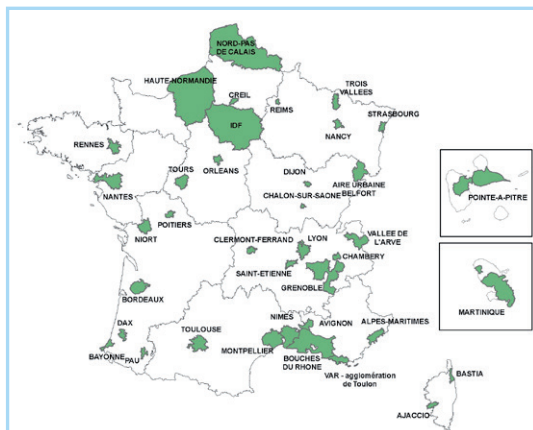 NORD-PAS
DE CALAIS
HAUTE-NORMANDIE
CREIL
REIMS
TROIS
VALLEES
STRASBOURG
IDF
NANCY
RENNES
ORLEANS
TOURS
DIJON
AIRE URBAINE
BELFORT
CHALON-SUR-SAONE
NANTES
POINTE-A-PITRE
POITIERS
NIORT
CLERMONT-FERRAND
LYON
VALLEE DE
L'ARVE
CHAMBERY
SAINT-ETIENNE
GRENOBLE
MARTINIQUE
BORDEAUX
DAX
TOULOUSE
NIMES
AVIGNON
ALPES-MARITIMES
BAYONNE
PAU
MONTPELLIER
BOUCHES
DU RHONE
VAR - agglomération
de Toulon
BASTIA
AJACCIO